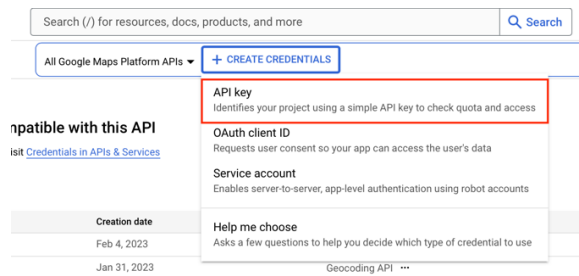 Search (/) for resources, docs, products, and more
Search
All Google Maps Platform APIs
+ CREATE CREDENTIALS
API key
Identifies your project using a simple API key to check quota and access
patible with this API
OAuth client ID
Requests user consent so your app can access the user's data
isit Credentials in APIs & Services
Service account
Enables server-to-server, app-level authentication using robot accounts
Creation date
Help me choose
Asks a few questions to help you decide which type of credential to use
Feb 4, 2023
Jan 31, 2023
Geocoding API ···